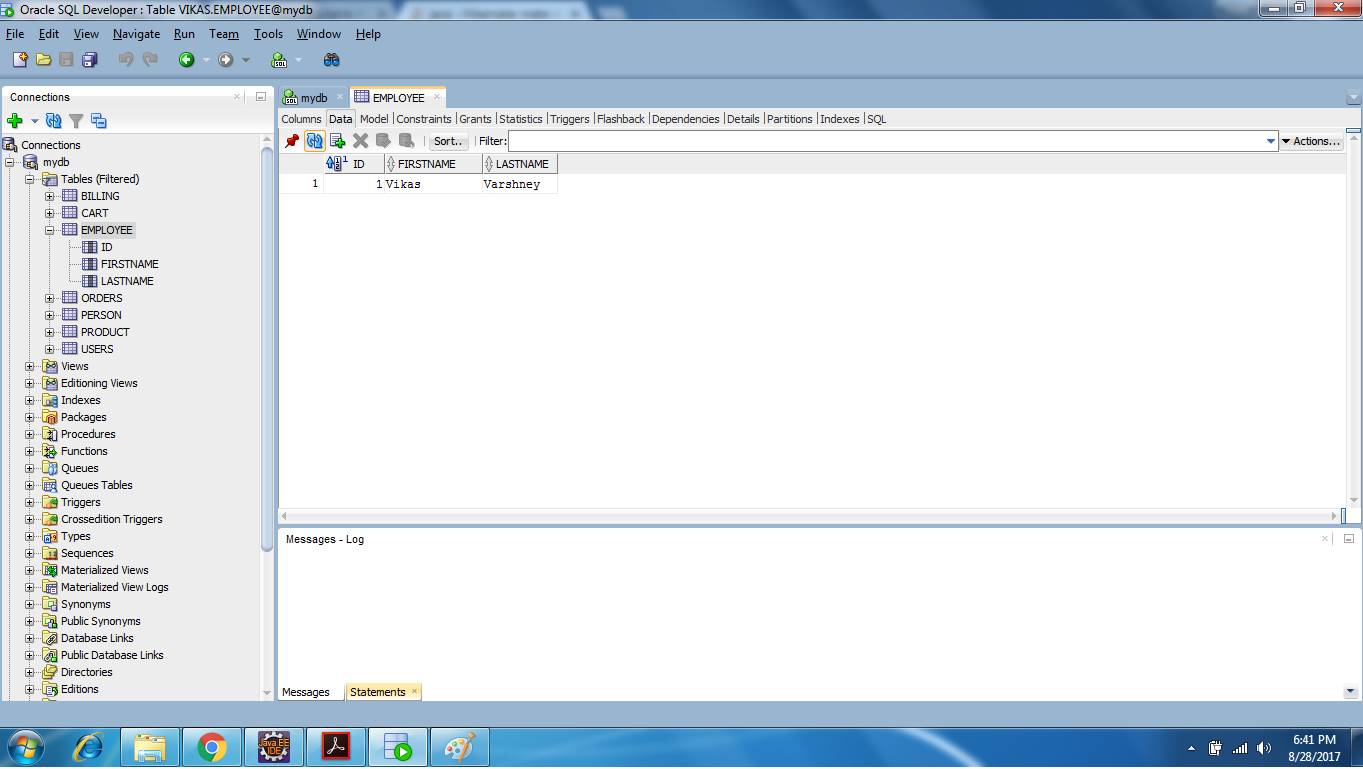 Oracle SQL Developer : Table VIKAS.EMPLOYEE@mydb
File Edit View Navigate Run Team Tools Window Help
Connections
Connections
mydb
Tables (Filtered)
BILLING
CART
EMPLOYEE
ID
FIRSTNAME
LASTNAME
ORDERS
PERSON
PRODUCT
USERS
Views
Editioning Views
Indexes
Packages
Procedures
Functions
Queues
Queues Tables
Triggers
Crossedition Triggers
Types
Sequences
Materialized Views
Materialized View Logs
Synonyms
Public Synonyms
Database Links
Public Database Links
Directories
Editions
mydb EMPLOYEE
Columns Data Model Constraints Grants Statistics Triggers Flashback Dependencies Details Partitions Indexes SQL
Sort.. Filter: Actions...
ID FIRSTNAME LASTNAME
1 1 Vikas Varshney
Messages - Log
Messages Statements
Java EE IDE
6:41 PM
8/28/2017